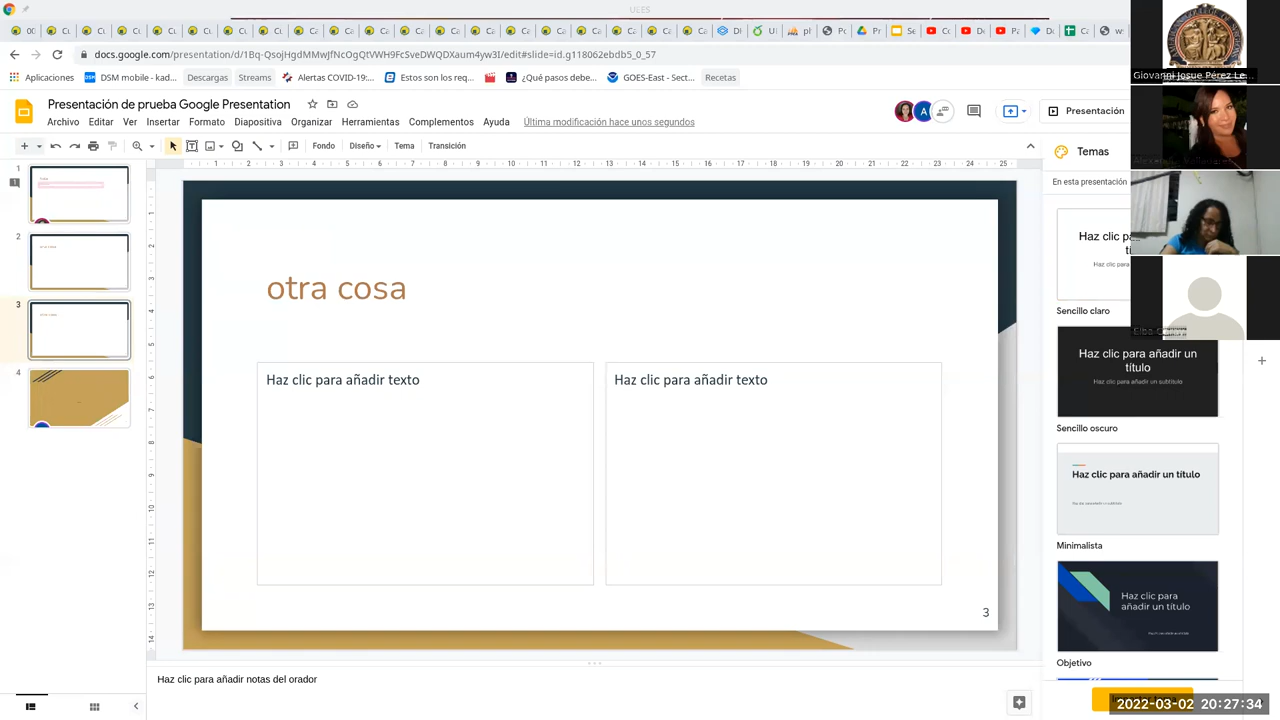 ULES
docs.google.com/presentation/d/1Bq-QsojHgdMMwJfNcOgQtVWH9FcSveDWQDXaum4yw3I/edit#slide=id.g118062ebdb5_0_57
Aplicaciones DSM mobile - kad... Descargas Streams Alertas COVID-19:... Estos son los req... ¿Qué pasos debe... GOES-East - Sect... Recetas
Presentación de prueba Google Presentation
Archivo Editar Ver Insertar Formato Diapositiva Organizar Herramientas Complementos Ayuda Última modificación hace unos segundos
A
Presentación
Fondo Diseño Tema Transición
Temas
En esta presentación
1
2
3
4
otra cosa
Haz clic para añadir texto
Haz clic para añadir texto
3
Haz clic para añadir notas del orador
Sencillo claro
Haz clic para añadir un
título
Haz clic para añadir un subtítulo
Sencillo oscuro
Haz clic para añadir un título
Minimalista
Haz clic para
añadir un título
Objetivo
Giovanni Josue Pérez Le...
2022-03-02 20:27:34